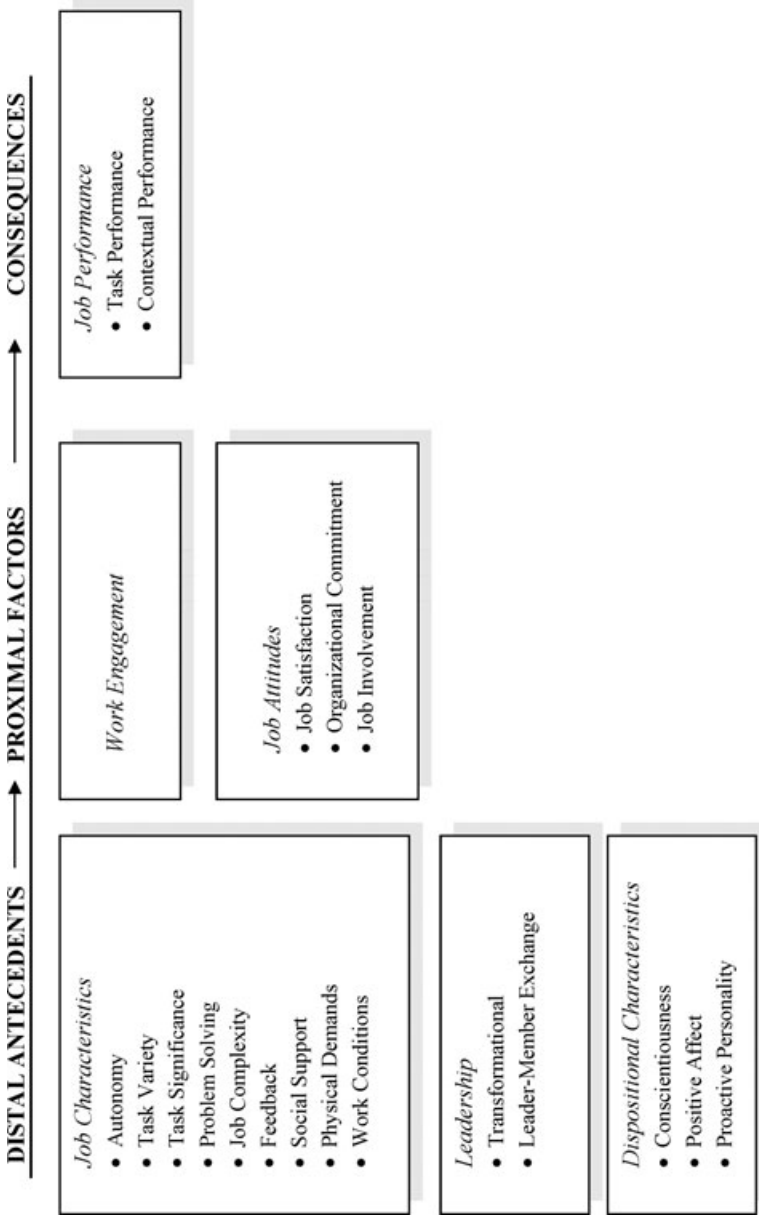 DISTAL ANTECEDENTS → PROXIMAL FACTORS → CONSEQUENCES
Job Characteristics
• Autonomy
• Task Variety
• Task Significance
• Problem Solving
• Job Complexity
• Feedback
• Social Support
• Physical Demands
• Work Conditions
Leadership
• Transformational
• Leader-Member Exchange
Dispositional Characteristics
• Conscientiousness
• Positive Affect
• Proactive Personality
Work Engagement
Job Attitudes
• Job Satisfaction
• Organizational Commitment
• Job Involvement
Job Performance
• Task Performance
• Contextual Performance